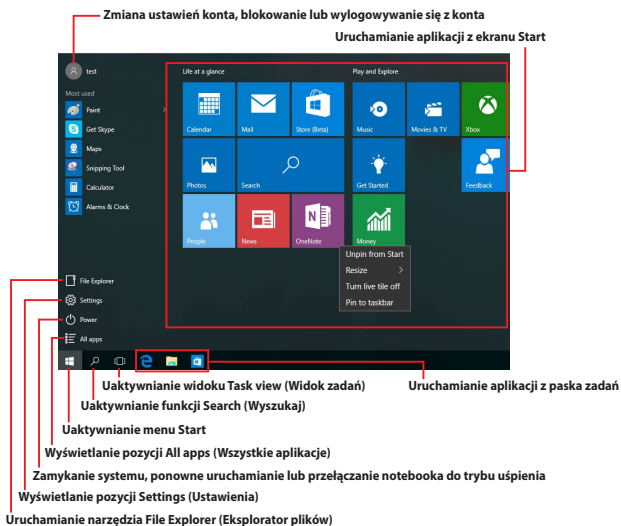 Zmiana ustawień konta, blokowanie lub wylogowywanie się z konta
Uruchamianie aplikacji z ekranu Start
test
Life at a glance
Play and Explore
Most used
Paint
Get Skype
Maps
Snipping Tool
Calculator
Alarms & Clock
Calendar
Mail
Store (Beta)
Music
Movies & TV
Xbox
Photos
Search
Get Started
Feedback
People
News
OneNote
Money
Unpin from Start
Resize
Turn live tile off
Pin to taskbar
File Explorer
Settings
Power
All apps
Uaktywnianie widoku Task view (Widok zadań)
Uruchamianie aplikacji z paska zadań
Uaktywnianie funkcji Search (Wyszukaj)
Uaktywnianie menu Start
Wyświetlanie pozycji All apps (Wszystkie aplikacje)
Zamykanie systemu, ponowne uruchamianie lub przełączanie notebooka do trybu uśpienia
Wyświetlanie pozycji Settings (Ustawienia)
Uruchamianie narzędzia File Explorer (Eksplorator plików)